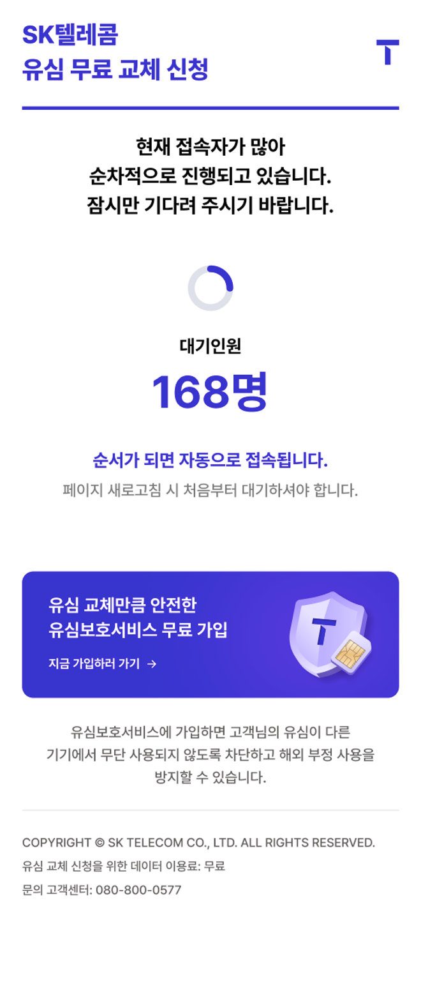 SK텔레콤
유심 무료 교체 신청
T
현재 접속자가 많아
순차적으로 진행되고 있습니다.
잠시만 기다려 주시기 바랍니다.
대기인원
168명
순서가 되면 자동으로 접속됩니다.
페이지 새로고침 시 처음부터 대기하셔야 합니다.
유심 교체만큼 안전한
유심보호서비스 무료 가입
지금 가입하러 가기 →
T
유심보호서비스에 가입하면 고객님의 유심이 다른
기기에서 무단 사용되지 않도록 차단하고 해외 부정 사용을
방지할 수 있습니다.
COPYRIGHT © SK TELECOM CO., LTD. ALL RIGHTS RESERVED.
유심 교체 신청을 위한 데이터 이용료: 무료
문의 고객센터: 080-800-0577